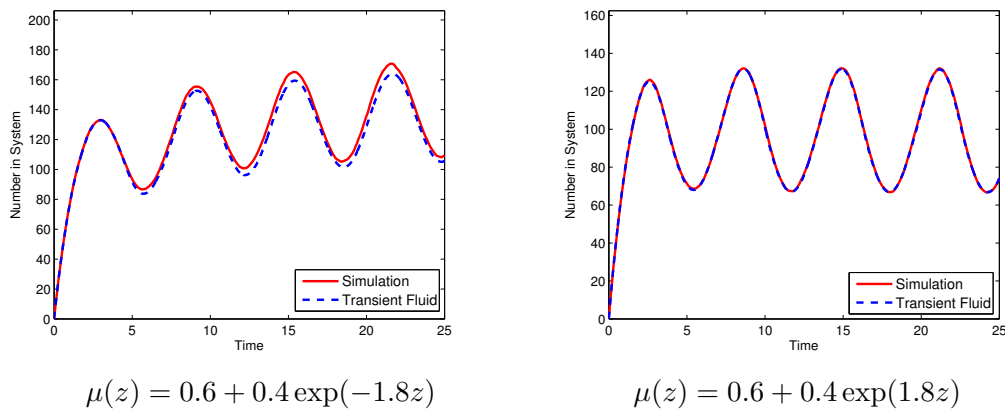 200
180
160
140
120
100
80
60
40
20
0
Number in System
0 5 10 15 20 25
Time
Simulation
Transient Fluid
μ(z) = 0.6 + 0.4 exp(−1.8z)
160
140
120
100
80
60
40
20
0
Number in System
0 5 10 15 20 25
Time
Simulation
Transient Fluid
μ(z) = 0.6 + 0.4 exp(1.8z)